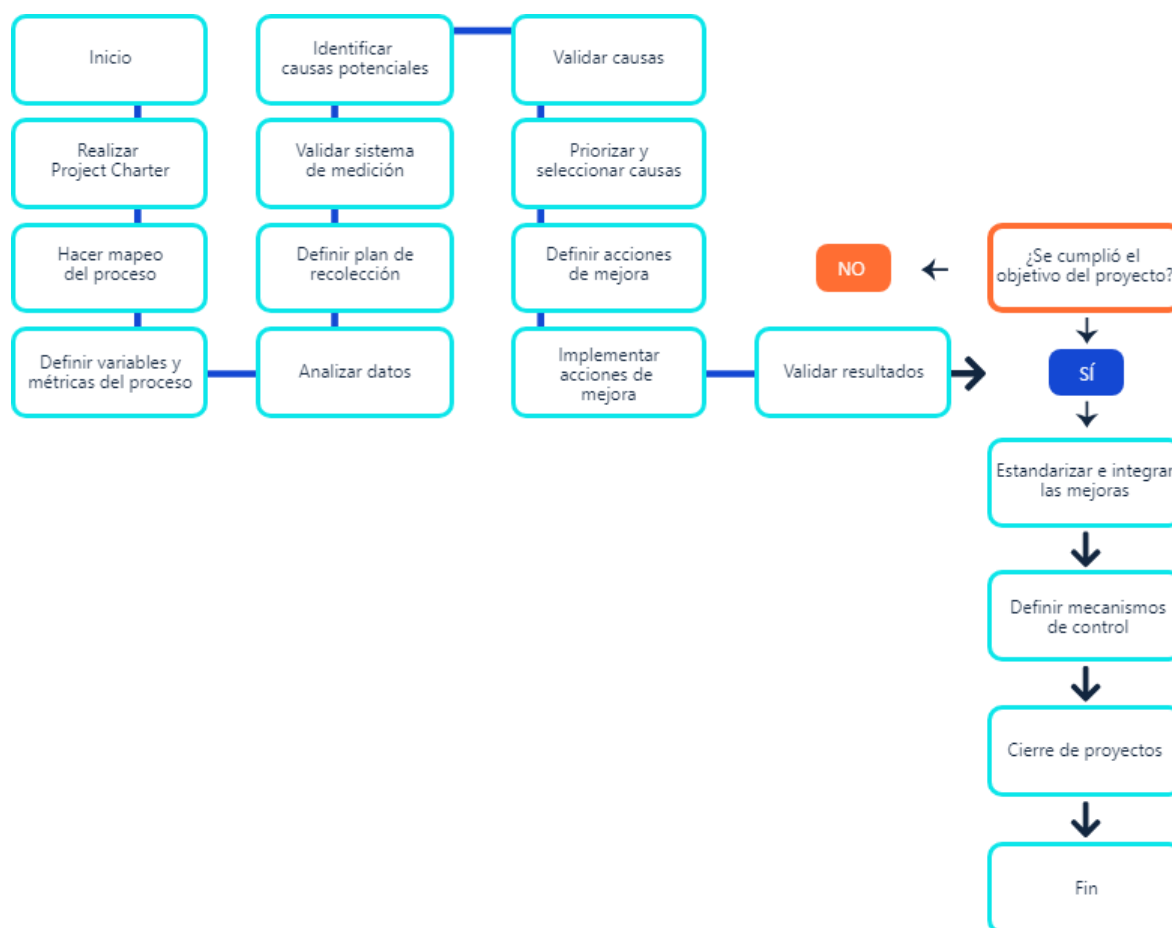 Inicio
Realizar
Project Charter
Hacer mapeo
del proceso
Definir variables y
métricas del proceso
Identificar
causas potenciales
Validar sistema
de medición
Definir plan de
recolección
Analizar datos
Validar causas
Priorizar y
seleccionar causas
Definir acciones
de mejora
Implementar
acciones de
mejora
Validar resultados
NO
¿Se cumplió el
objetivo del proyecto?
SÍ
Estandarizar e integrar
las mejoras
Definir mecanismos
de control
Cierre de proyectos
Fin